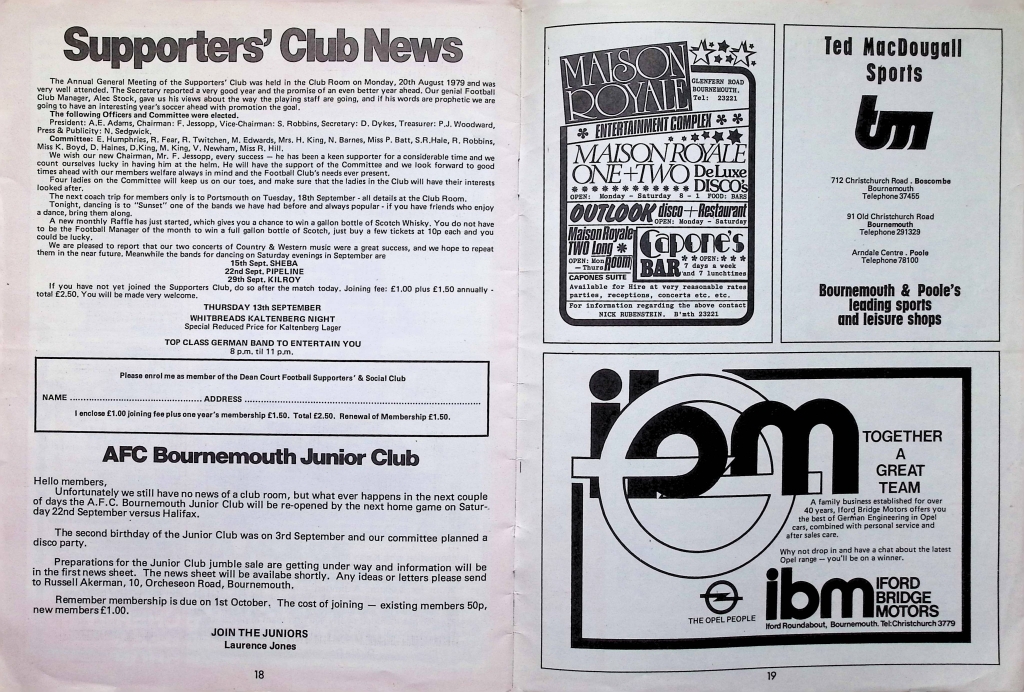 Supporters' Club News
The Annual General Meeting of the Supporters' Club was held in the Club Room on Monday, 20th August 1979 and was
very well attended. The Secretary reported a very good year and the promise of an even better year ahead. Our genial Football
Club Manager, Alec Stock, gave us his views about the way the playing staff are going, and if his words are prophetic we are
going to have an interesting year's soccer ahead with promotion the goal.
The following Officers and Committee were elected.
President: A.E. Adams, Chairman: F. Jessopp, Vice-Chairman: S. Robbins, Secretary: D. Dykes, Treasurer: P.J. Woodward,
Press & Publicity: N. Sedgwick.
Committee: E. Humphries, R. Fear, R. Twitchen, M. Edwards, Mrs. H. King, N. Barnes, Miss P. Batt, S.R.Hale, R. Robbins,
Miss K. Boyd, D. Haines, D.King, M. King, V. Newham, Miss R. Hill.
We wish our new Chairman, Mr. F. Jessopp, every success — he has been a keen supporter for a considerable time and we
count ourselves lucky in having him at the helm. He will have the support of the Committee and we look forward to good
times ahead with our members welfare always in mind and the Football Club's needs ever present.
Four ladies on the Committee will keep us on our toes, and make sure that the ladies in the Club will have their interests
looked after.
The next coach trip for members only is to Portsmouth on Tuesday, 18th September - all details at the Club Room.
Tonight, dancing is to "Sunset" one of the bands we have had before and always popular - if you have friends who enjoy
a dance, bring them along.
A new monthly Raffle has just started, which gives you a chance to win a gallon bottle of Scotch Whisky. You do not have
to be the Football Manager of the month to win a full gallon bottle of Scotch, just buy a few tickets at 10p each and you
could be lucky.
We are pleased to report that our two concerts of Country & Western music were a great success, and we hope to repeat
them in the near future. Meanwhile the bands for dancing on Saturday evenings in September are
15th Sept. SHEBA
22nd Sept. PIPELINE
29th Sept. KILROY
If you have not yet joined the Supporters Club, do so after the match today. Joining fee: £1.00 plus £1.50 annually -
total £2.50. You will be made very welcome.
THURSDAY 13th SEPTEMBER
WHITBREADS KALTENBERG NIGHT
Special Reduced Price for Kaltenberg Lager
TOP CLASS GERMAN BAND TO ENTERTAIN YOU
8 p.m. til 11 p.m.
Please enrol me as member of the Dean Court Football Supporters' & Social Club
NAME ............................................. ADDRESS ................................................................................
I enclose £1.00 joining fee plus one year's membership £1.50. Total £2.50. Renewal of Membership £1.50.
AFC Bournemouth Junior Club
Hello members,
Unfortunately we still have no news of a club room, but what ever happens in the next couple
of days the A.F.C. Bournemouth Junior Club will be re-opened by the next home game on Satur-
day 22nd September versus Halifax.
The second birthday of the Junior Club was on 3rd September and our committee planned a
disco party.
Preparations for the Junior Club jumble sale are getting under way and information will be
in the first news sheet. The news sheet will be availabe shortly. Any ideas or letters please send
to Russell Akerman, 10, Orcheseon Road, Bournemouth.
Remember membership is due on 1st October. The cost of joining — existing members 50p,
new members £1.00.
JOIN THE JUNIORS
Laurence Jones
18
MAISON
ROYALE
GLENFERN ROAD
BOURNEMOUTH.
Tel: 23221
ENTERTAINMENT COMPLEX
MAISON ROYALE
ONE + TWO DeLuxe
DISCO's
OPEN: Monday - Saturday 8 - 1 FOOD: BARS
OUTLOOK disco + Restaurant
OPEN: Monday - Saturday
Maison Royale
TWO Long
OPEN: Mon Room
- Thurs
CAPONES SUITE
Capone's
BAR
OPEN:
7 days a week
and 7 lunchtimes
Available for Hire at very reasonable rates
parties, receptions, concerts etc. etc.
For information regarding the above contact
NICK RUBENSTEIN. B'mth 23221
Ted MacDougall
Sports
tm
712 Christchurch Road . Boscombe
Bournemouth
Telephone 37455
91 Old Christchurch Road
Bournemouth
Telephone 291329
Arndale Centre . Poole
Telephone 78100
Bournemouth & Poole's
leading sports
and leisure shops
ibm
TOGETHER
A
GREAT
TEAM
A family business established for over
40 years, Iford Bridge Motors offers you
the best of German Engineering in Opel
cars, combined with personal service and
after sales care.
Why not drop in and have a chat about the latest
Opel range — you'll be on a winner.
THE OPEL PEOPLE
ibm IFORD
BRIDGE
MOTORS
Iford Roundabout, Bournemouth. Tel: Christchurch 3779
19